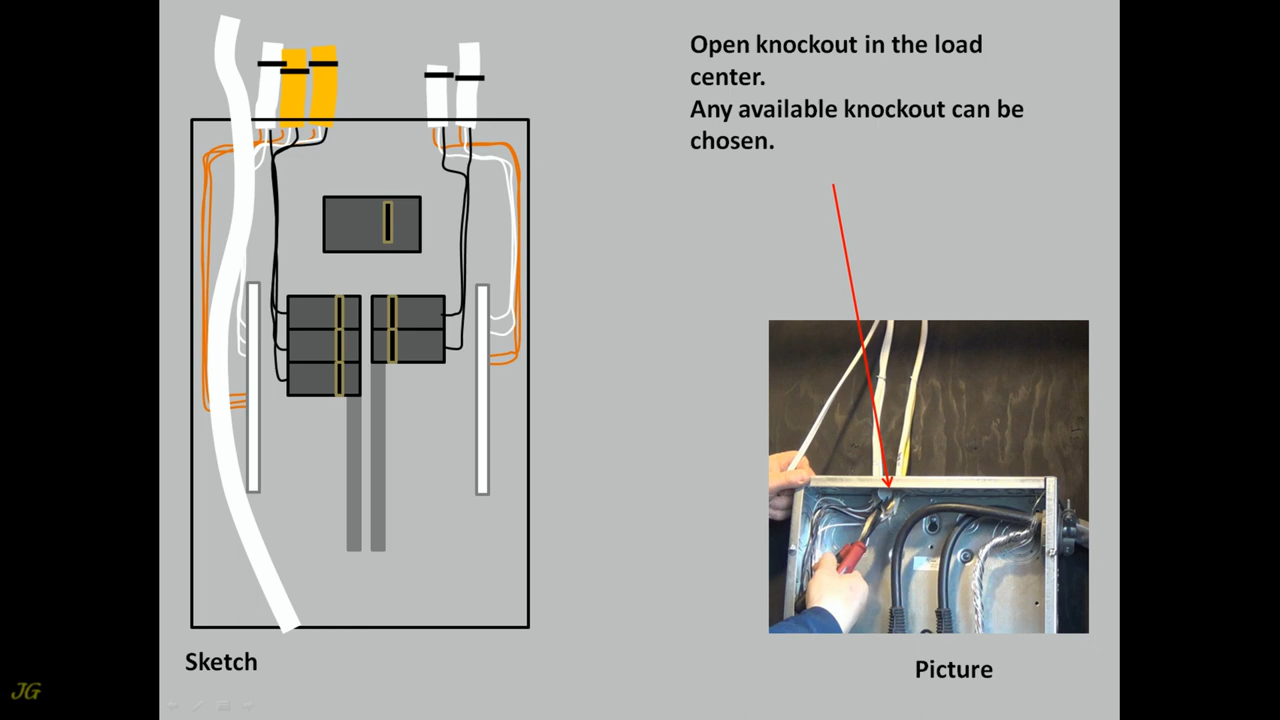 Open knockout in the load
center.
Any available knockout can be
chosen.
Sketch
Picture
JG